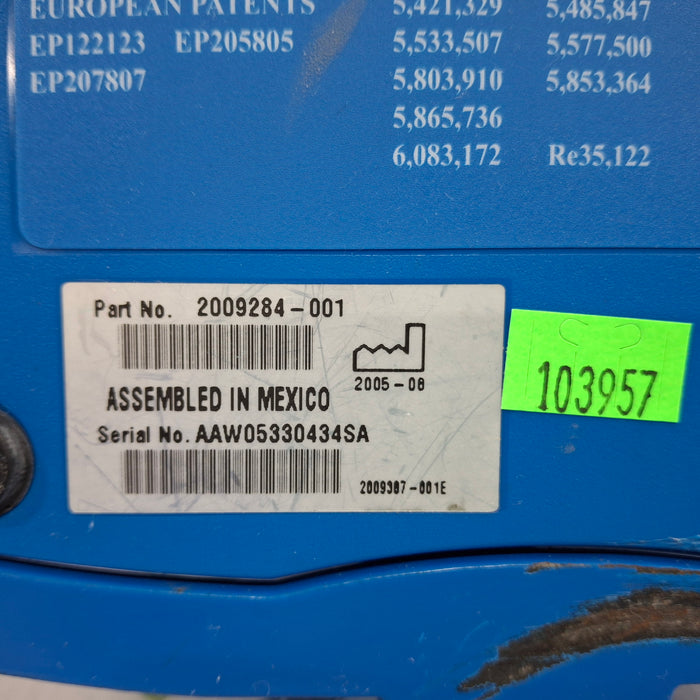 EUROPEAN PATENTS
EP122123 EP205805
EP207807
5,421,329 5,485,847
5,533,507 5,577,500
5,803,910 5,853,364
5,865,736
6,083,172 Re35,122
Part No. 2009284-001
2005-08
ASSEMBLED IN MEXICO
Serial No. AAW05330434SA
2009387-001E
103957